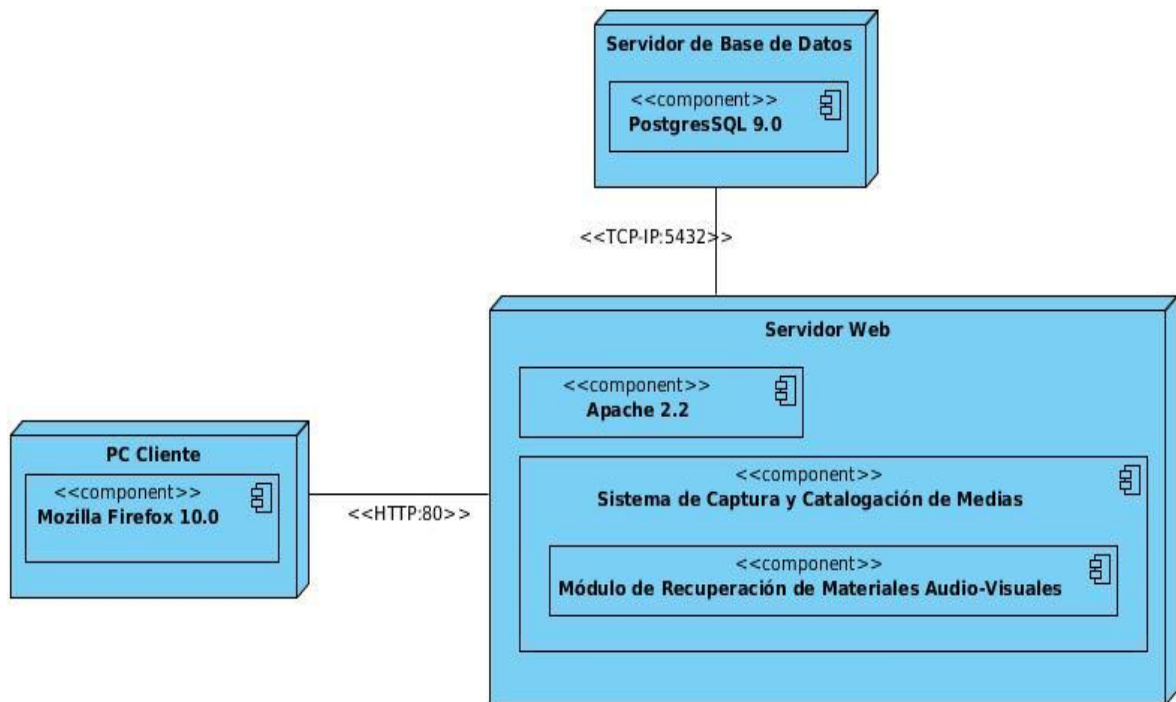 Servidor de Base de Datos
<<component>>
PostgresSQL 9.0
<<TCP-IP:5432>>
Servidor Web
<<component>>
Apache 2.2
PC Cliente
<<component>>
Mozilla Firefox 10.0
<<HTTP:80>>
<<component>>
Sistema de Captura y Catalogación de Medias
<<component>>
Módulo de Recuperación de Materiales Audio-Visuales